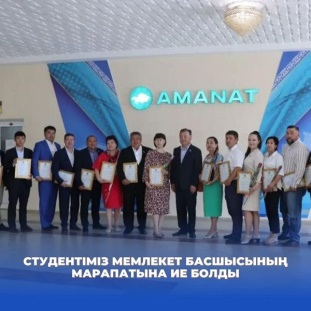 AMANAT
СТУДЕНТІМІЗ МЕМЛЕКЕТ БАСШЫСЫНЫҢ
МАРАПАТЫНА ИЕ БОЛДЫ